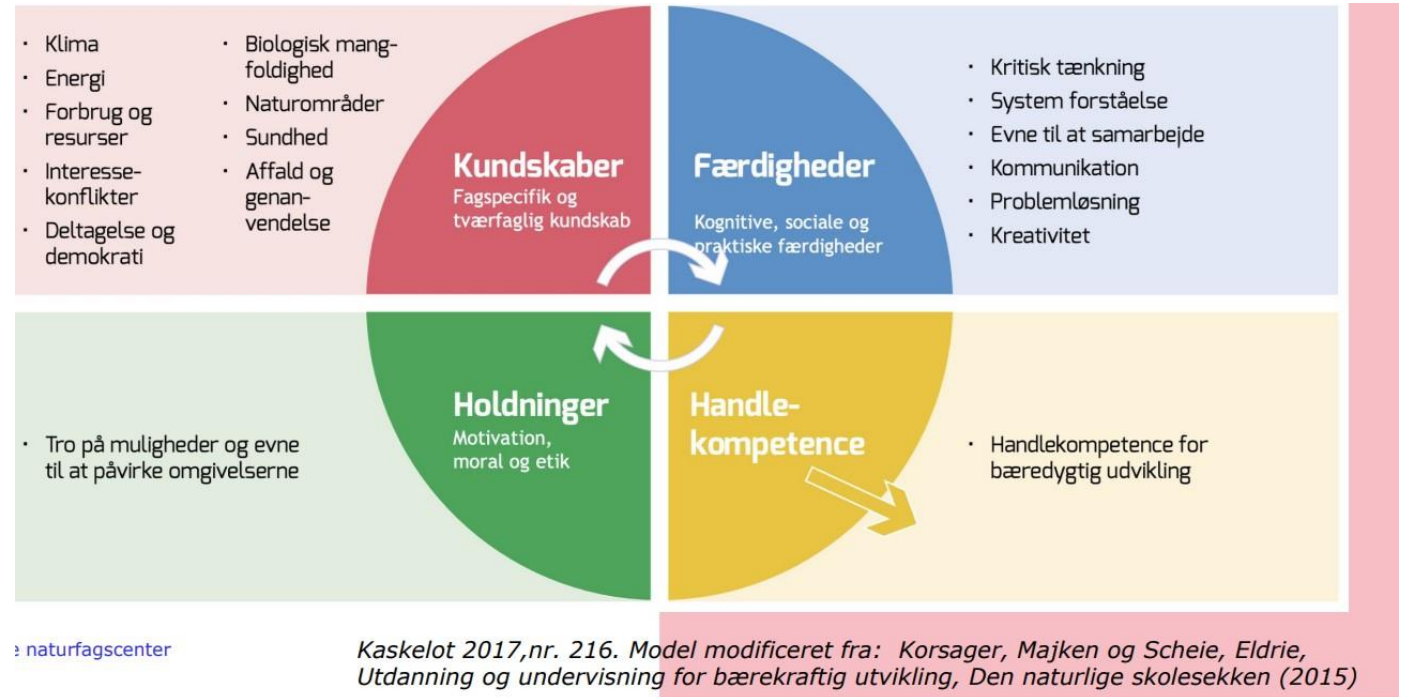 · Klima
· Energi
· Forbrug og
resurser
· Interesse-
konflikter
· Deltagelse og
demokrati
· Biologisk mang-
foldighed
· Naturområder
· Sundhed
· Affald og
genan-
vendelse
Kundskaber
Fagspecifik og
tværfaglig kundskab
Færdigheder
Kognitive, sociale og
praktiske færdigheder
· Kritisk tænkning
· System forståelse
· Evne til at samarbejde
· Kommunikation
· Problemløsning
· Kreativitet
· Tro på muligheder og evne
til at påvirke omgivelserne
Holdninger
Motivation,
moral og etik
Handle-
kompetence
· Handlekompetence for
bæredygtig udvikling
e naturfagscenter
Kaskelot 2017,nr. 216. Model modificeret fra: Korsager, Majken og Scheie, Eldrie,
Utdanning og undervisning for bærekraftig utvikling, Den naturlige skolesekken (2015)